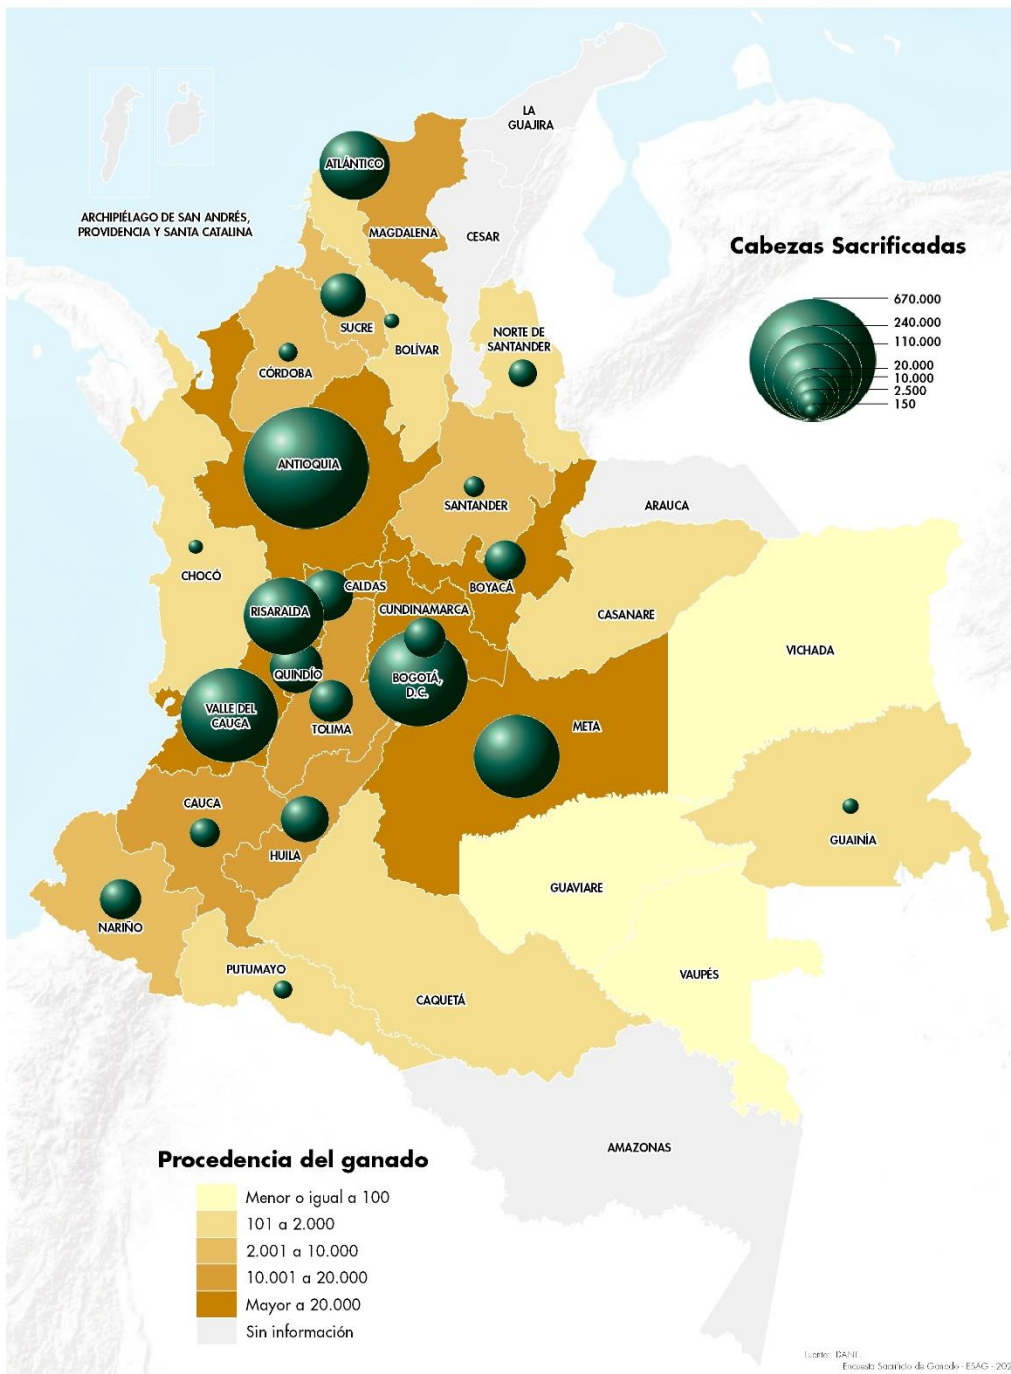 LA
GUAJIRA
ATLÁNTICO
ARCHIPIÉLAGO DE SAN ANDRÉS,
PROVIDENCIA Y SANTA CATALINA
MAGDALENA
CESAR
Cabezas Sacrificadas
670.000
240.000
110.000
20.000
10.000
2.500
150
SUCRE
BOLÍVAR
NORTE DE
SANTANDER
CÓRDOBA
ANTIOQUIA
SANTANDER
ARAUCA
CHOCÓ
BOYACÁ
CALDAS
RISARALDA
CUNDINAMARCA
CASANARE
VICHADA
QUINDÍO
BOGOTÁ,
D.C.
VALLE DEL
CAUCA
TOLIMA
META
CAUCA
GUAINÍA
HUILA
GUAVIARE
NARIÑO
PUTUMAYO
VAUPÉS
CAQUETÁ
AMAZONAS
Procedencia del ganado
Menor o igual a 100
101 a 2.000
2.001 a 10.000
10.001 a 20.000
Mayor a 20.000
Sin información
Fuente: DANE.
Encuesta Sacrificio de Ganado - ESAG - 202